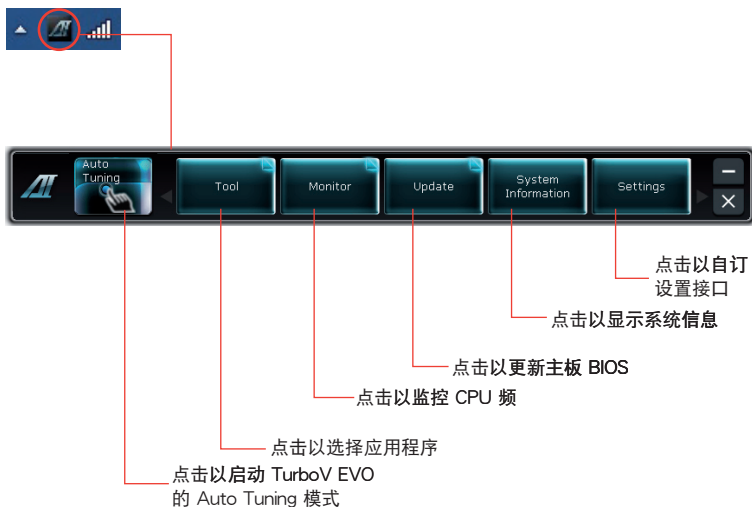 Auto
Tuning
Tool
Monitor
Update
System
Information
Settings
点击以自订
设置接口
点击以显示系统信息
点击以更新主板 BIOS
点击以监控 CPU 频
点击以选择应用程序
点击以启动 TurboV EVO
的 Auto Tuning 模式